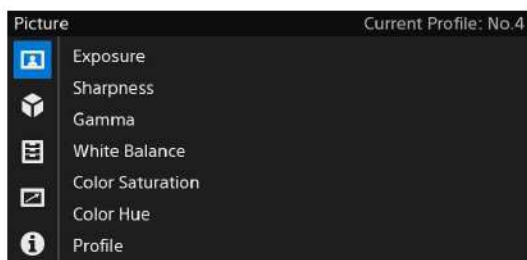 Picture Current Profile: No.4
Exposure
Sharpness
Gamma
White Balance
Color Saturation
Color Hue
Profile